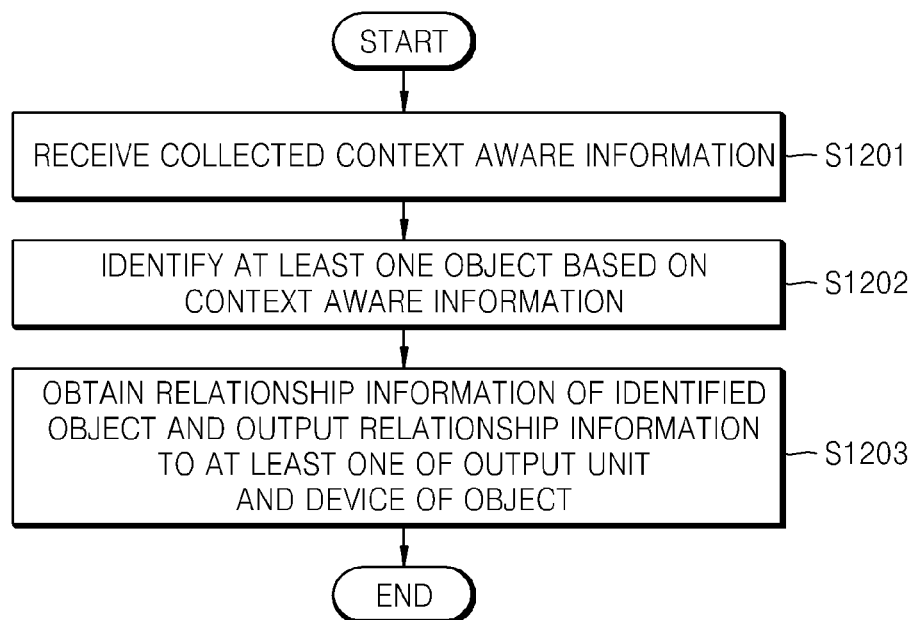 START
RECEIVE COLLECTED CONTEXT AWARE INFORMATION
S1201
IDENTIFY AT LEAST ONE OBJECT BASED ON
CONTEXT AWARE INFORMATION
S1202
OBTAIN RELATIONSHIP INFORMATION OF IDENTIFIED
OBJECT AND OUTPUT RELATIONSHIP INFORMATION
TO AT LEAST ONE OF OUTPUT UNIT
AND DEVICE OF OBJECT
S1203
END